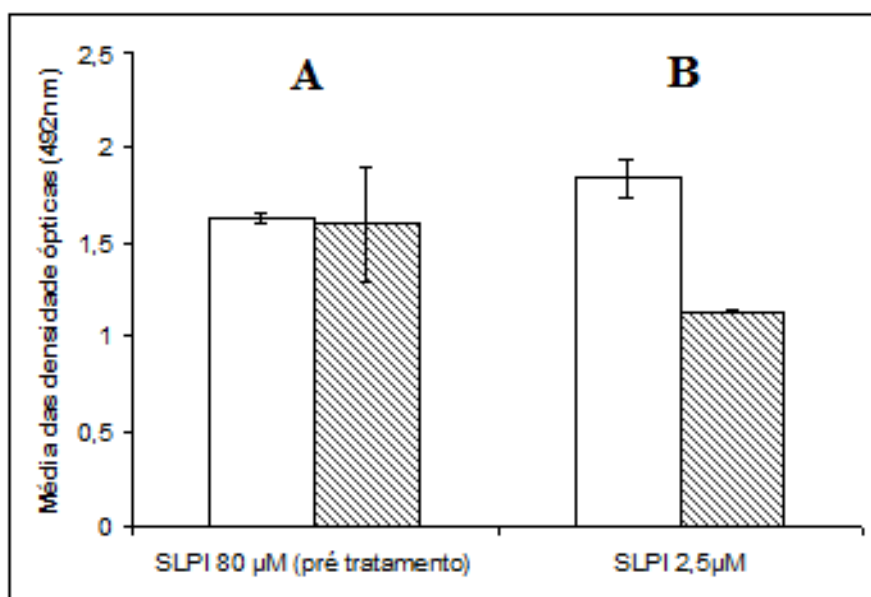 Média das densidade ópticas (492nm)
2,5
2
1,5
1
0,5
0
A
B
SLPI 80 µM (pré tratamento)
SLPI 2,5µM